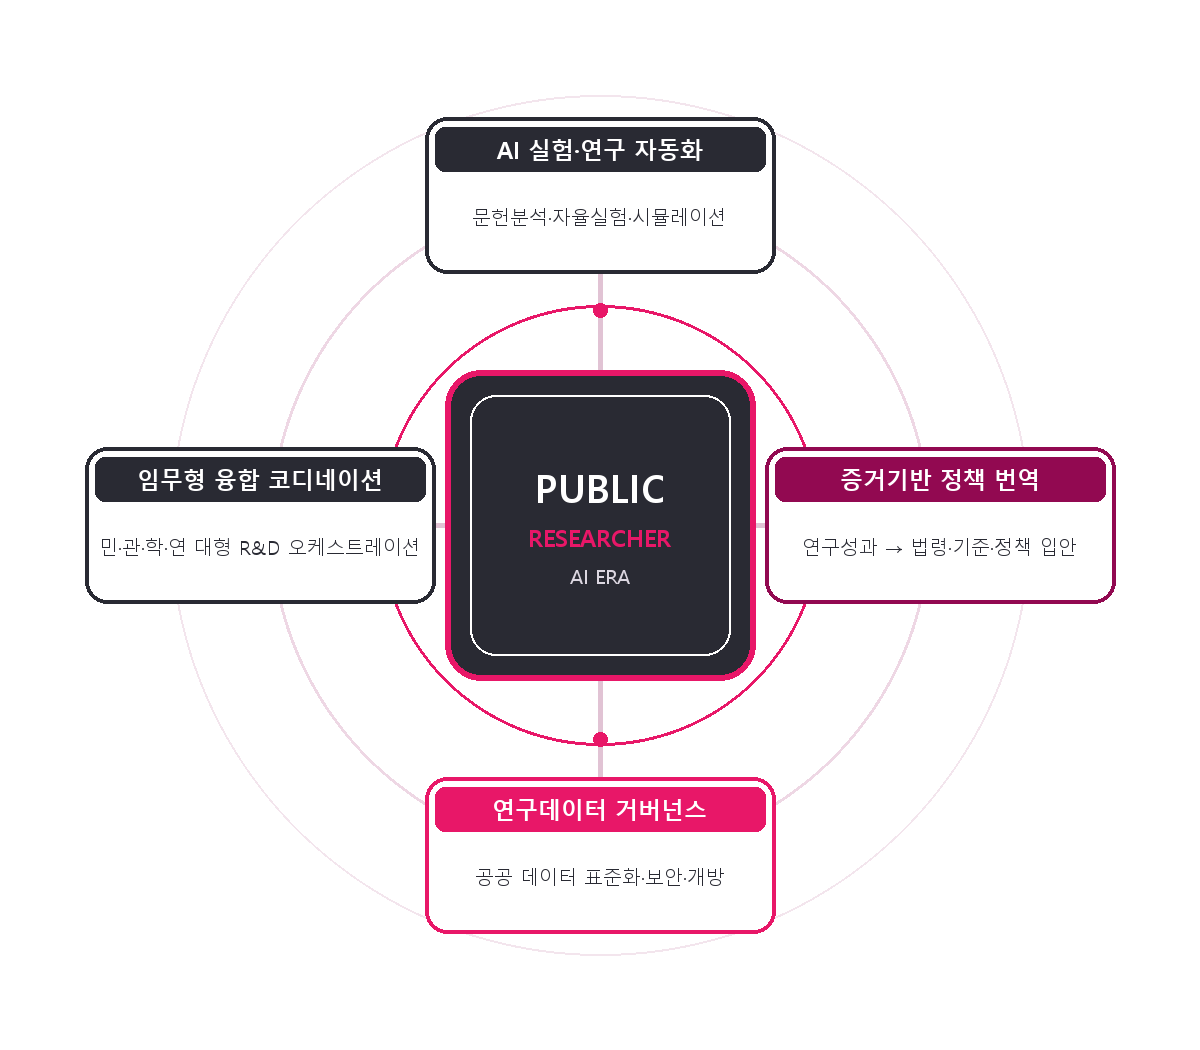 AI 실험·연구 자동화
문헌분석·자율실험·시뮬레이션
임무형 융합 코디네이션
민·관·학·연 대형 R&D 오케스트레이션
PUBLIC
RESEARCHER
AI ERA
증거기반 정책 번역
연구성과 → 법령·기준·정책 입안
연구데이터 거버넌스
공공 데이터 표준화·보안·개방